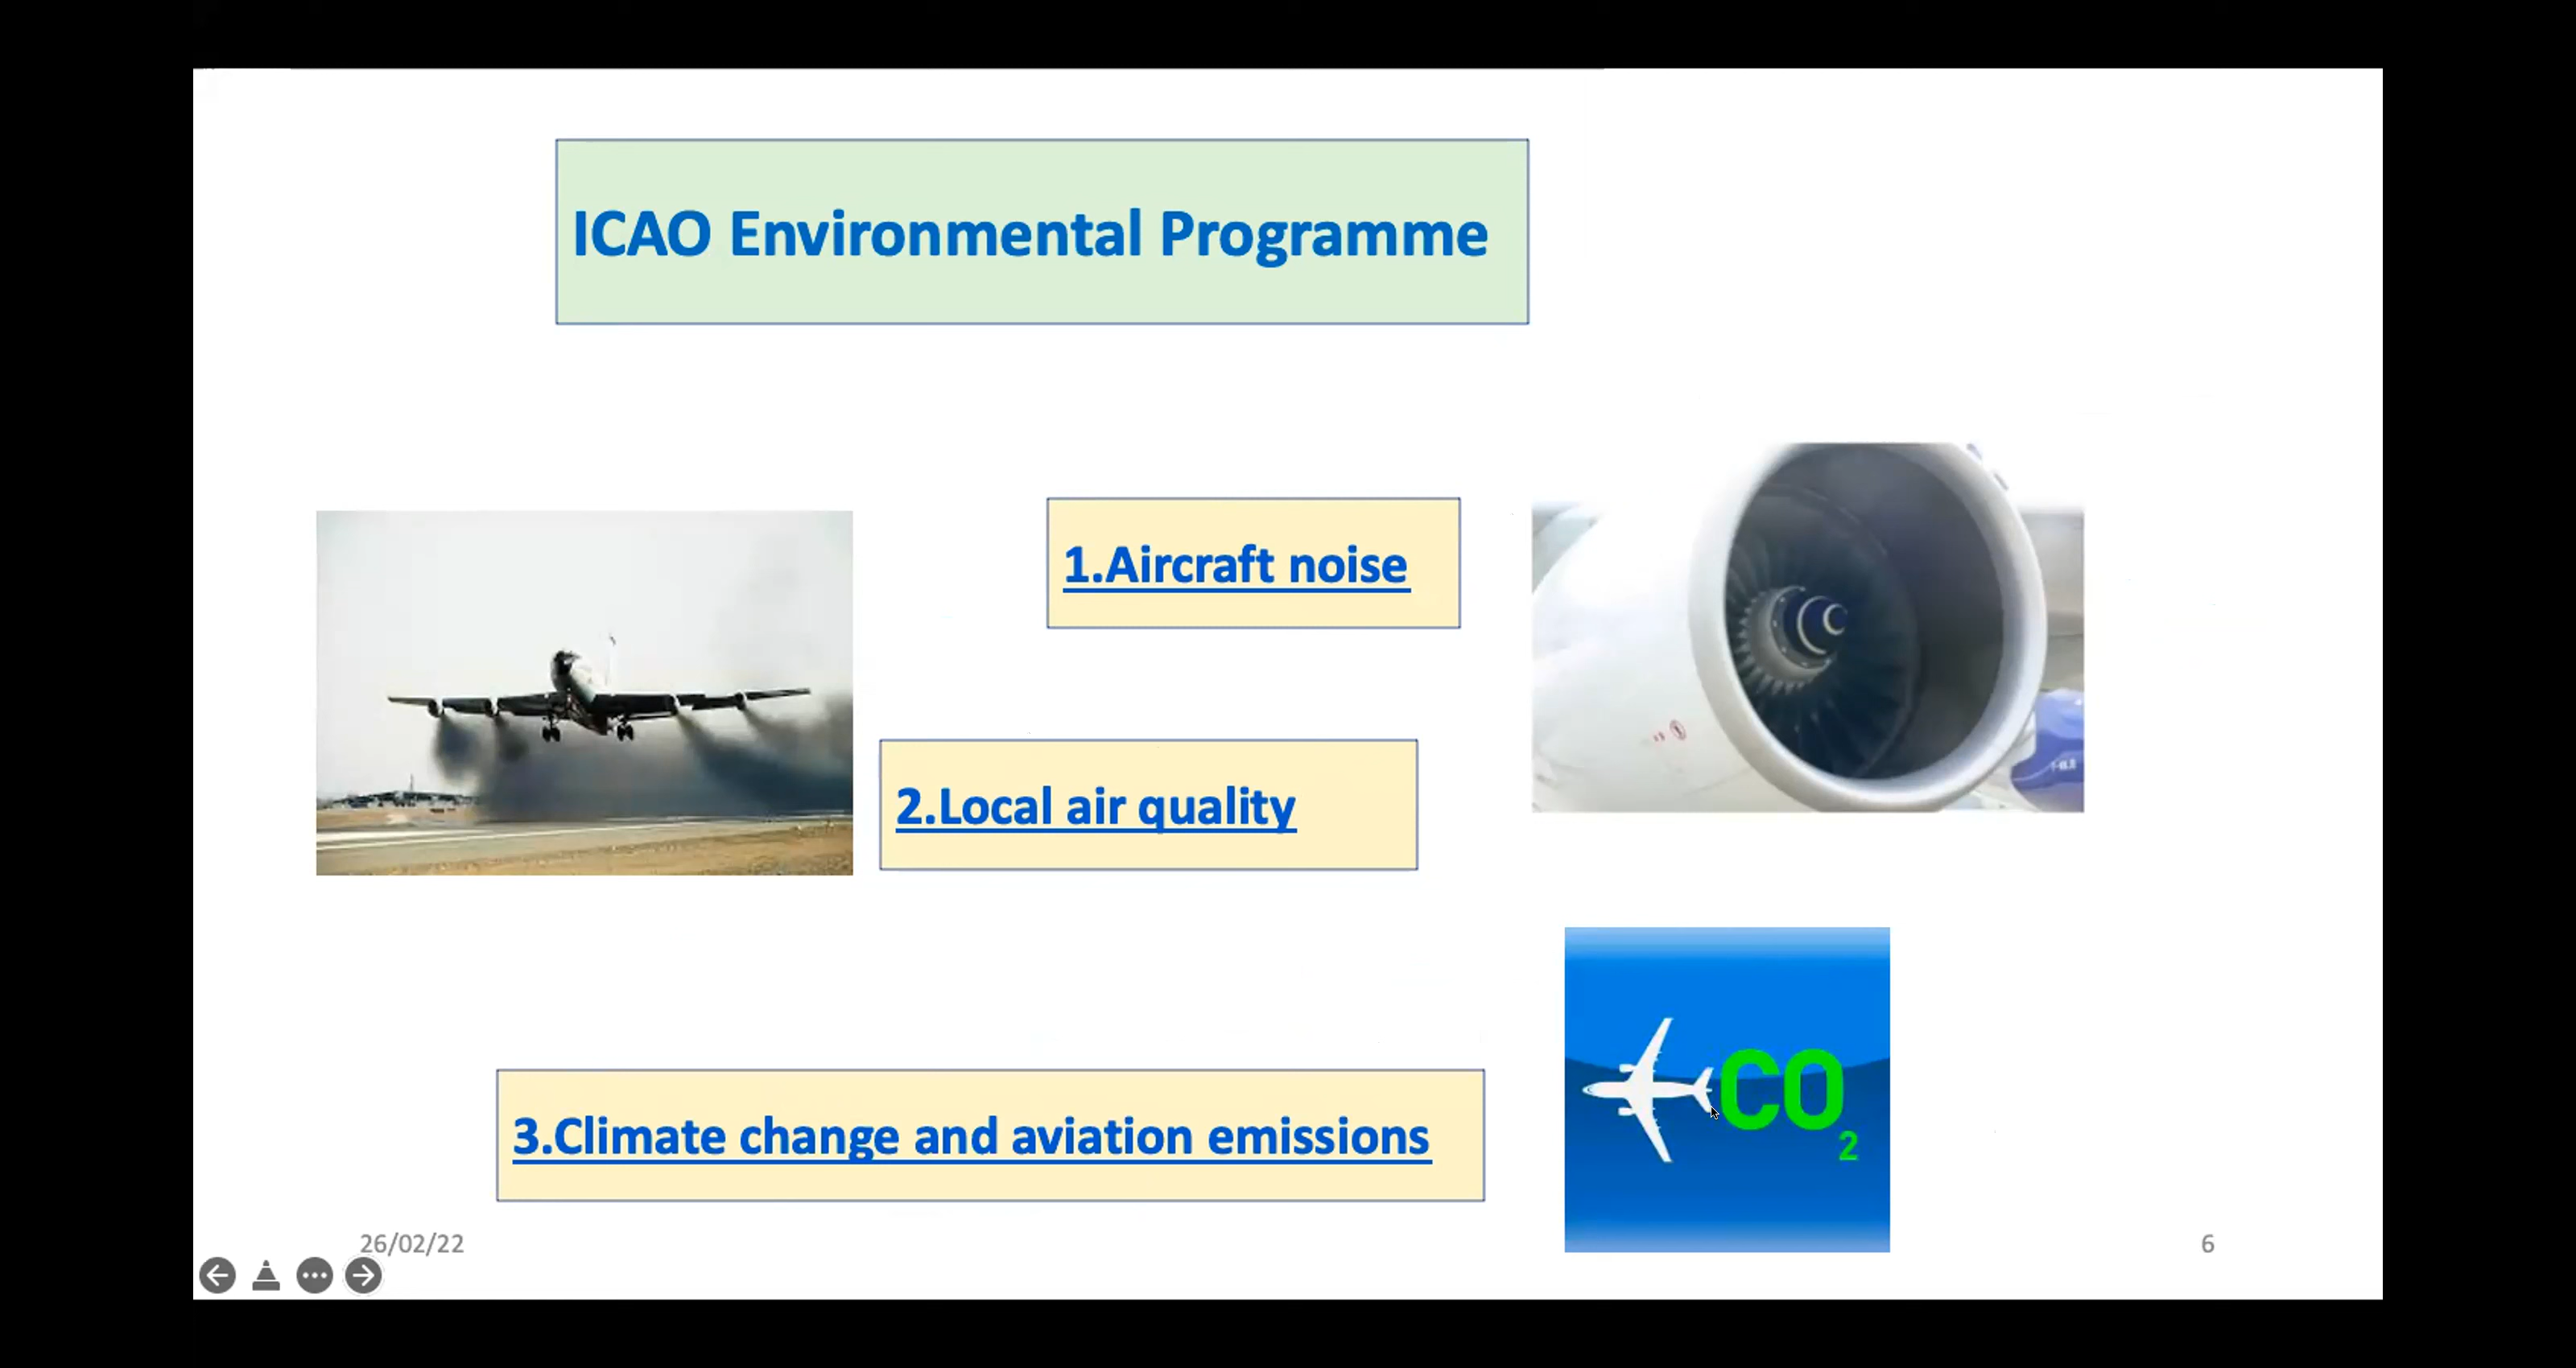 ICAO Environmental Programme
1.Aircraft noise
2.Local air quality
3.Climate change and aviation emissions
CO2
26/02/22
6